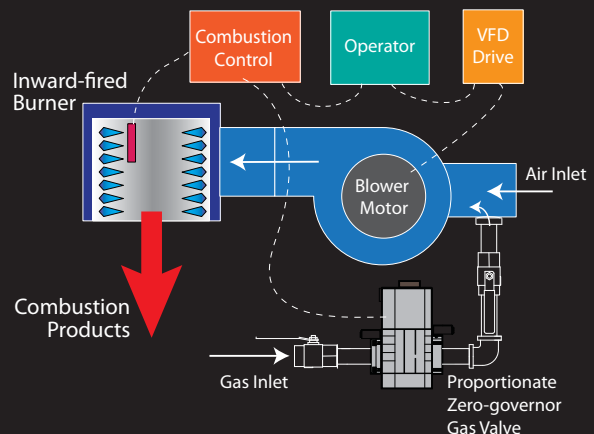 Combustion
Control
Operator
VFD
Drive
Inward-fired
Burner
Blower
Motor
Air Inlet
Combustion
Products
Gas Inlet
Proportionate
Zero-governor
Gas Valve